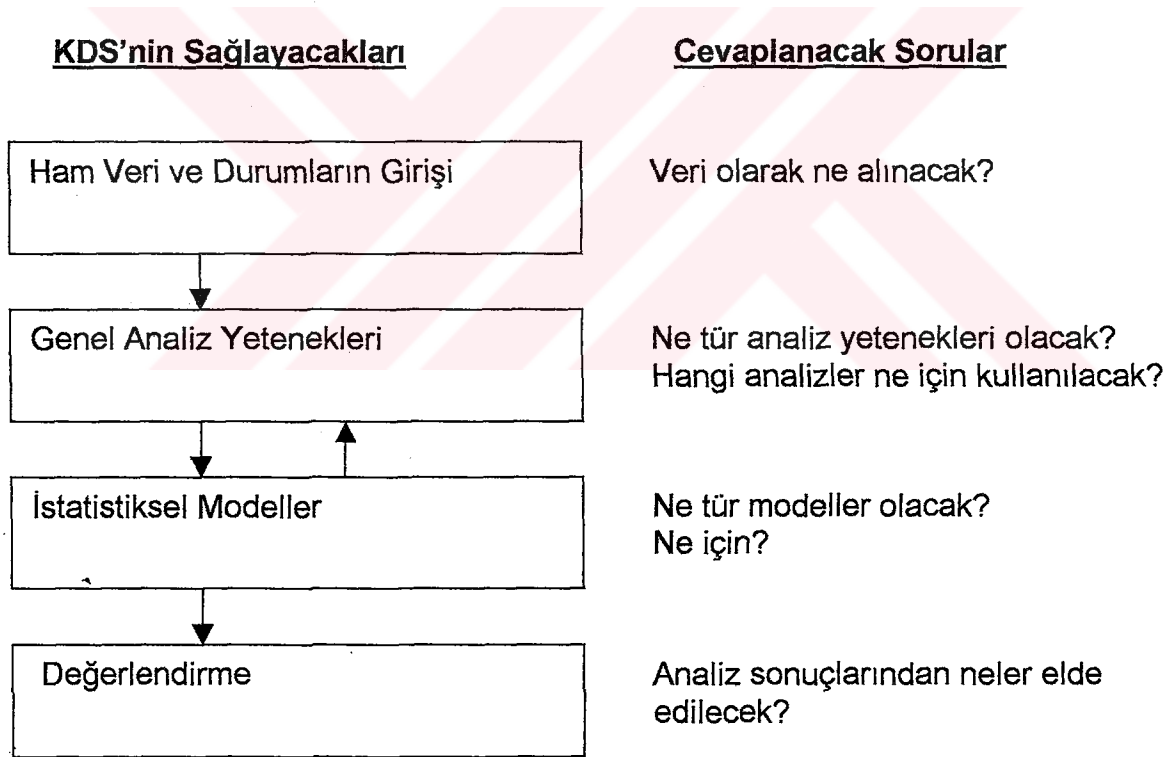 KDS'nin Sağlayacakları
Cevaplanacak Sorular
Ham Veri ve Durumların Girişi
Veri olarak ne alınacak?
Genel Analiz Yetenekleri
Ne tür analiz yetenekleri olacak?
Hangi analizler ne için kullanılacak?
İstatistiksel Modeller
Ne tür modeller olacak?
Ne için?
Değerlendirme
Analiz sonuçlarından neler elde
edilecek?